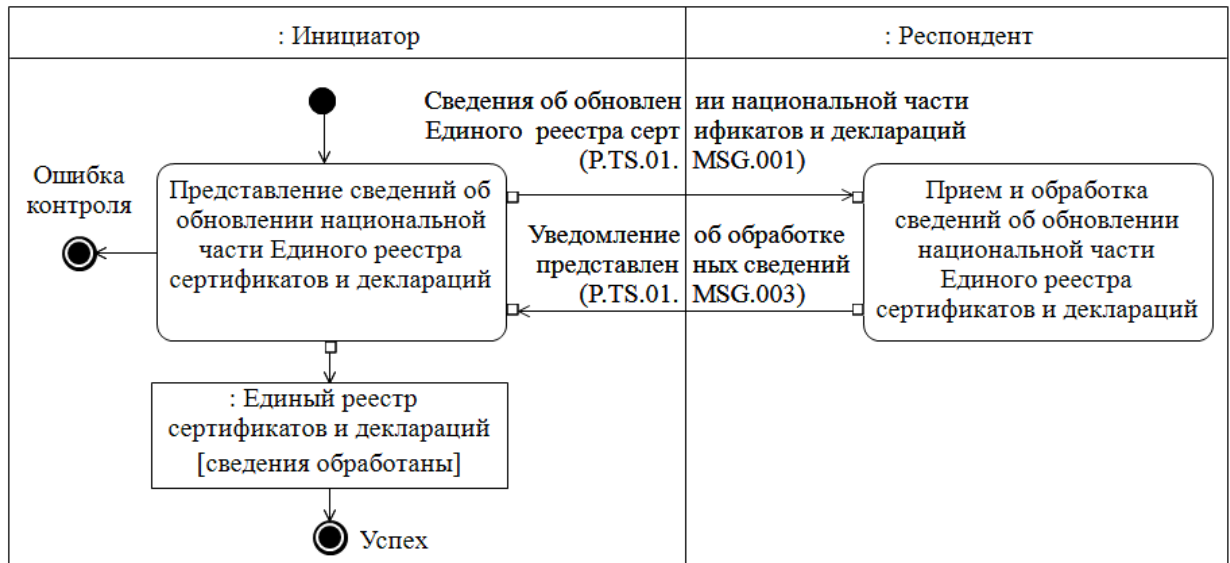 : Инициатор
: Респондент
Сведения об обновлен ии национальной части
Единого реестра серт ификатов и деклараций
(P.TS.01. MSG.001)
Ошибка
контроля
Представление сведений об
обновлении национальной
части Единого реестра
сертификатов и деклараций
Уведомление об обработке
представлен ных сведений
(P.TS.01. MSG.003)
Прием и обработка
сведений об обновлении
национальной части
Единого реестра
сертификатов и деклараций
: Единый реестр
сертификатов и деклараций
[сведения обработаны]
Успех